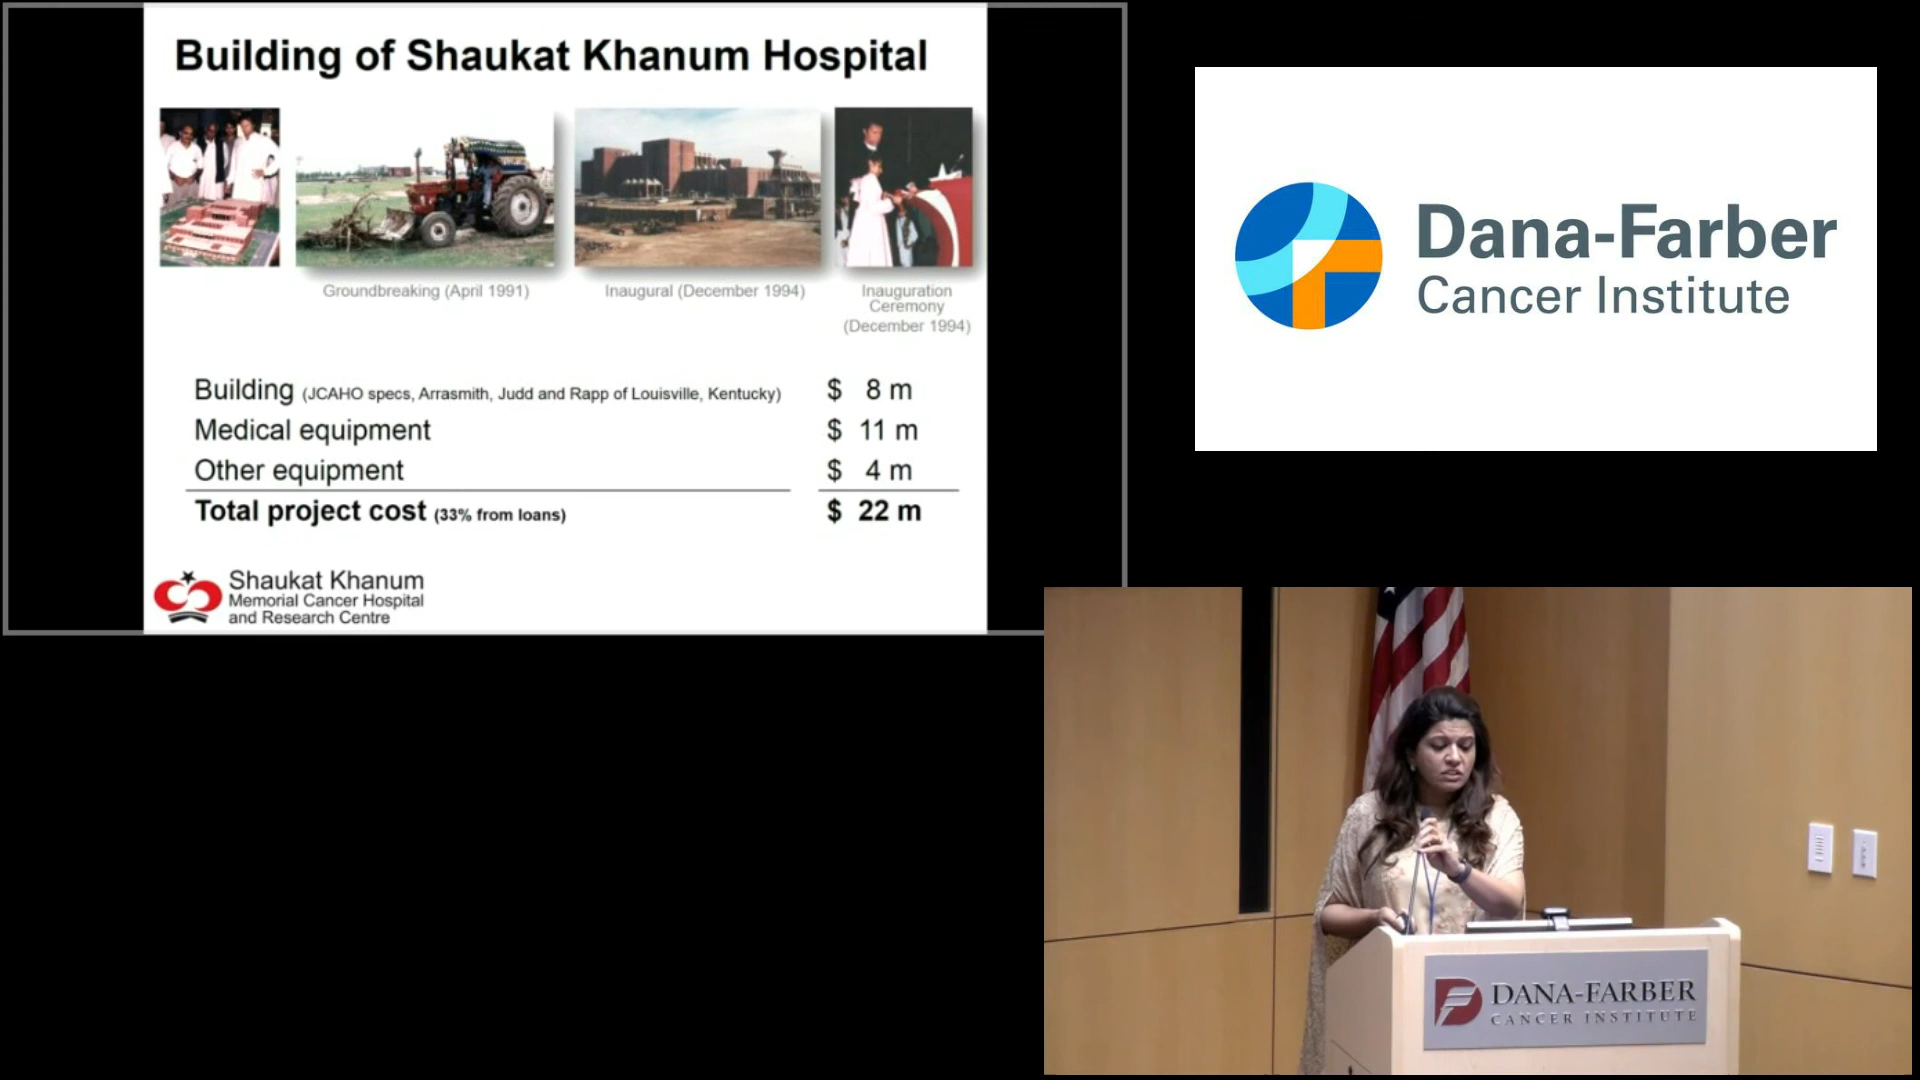 Building of Shaukat Khanum Hospital
Groundbreaking (April 1991)
Inaugural (December 1994)
Inauguration
Ceremony
(December 1994)
Building (JCAHO specs, Arrasmith, Judd and Rapp of Louisville, Kentucky) $ 8 m
Medical equipment $ 11 m
Other equipment $ 4 m
Total project cost (33% from loans) $ 22 m
Shaukat Khanum
Memorial Cancer Hospital
and Research Centre
Dana-Farber
Cancer Institute
DANA-FARBER
CANCER INSTITUTE